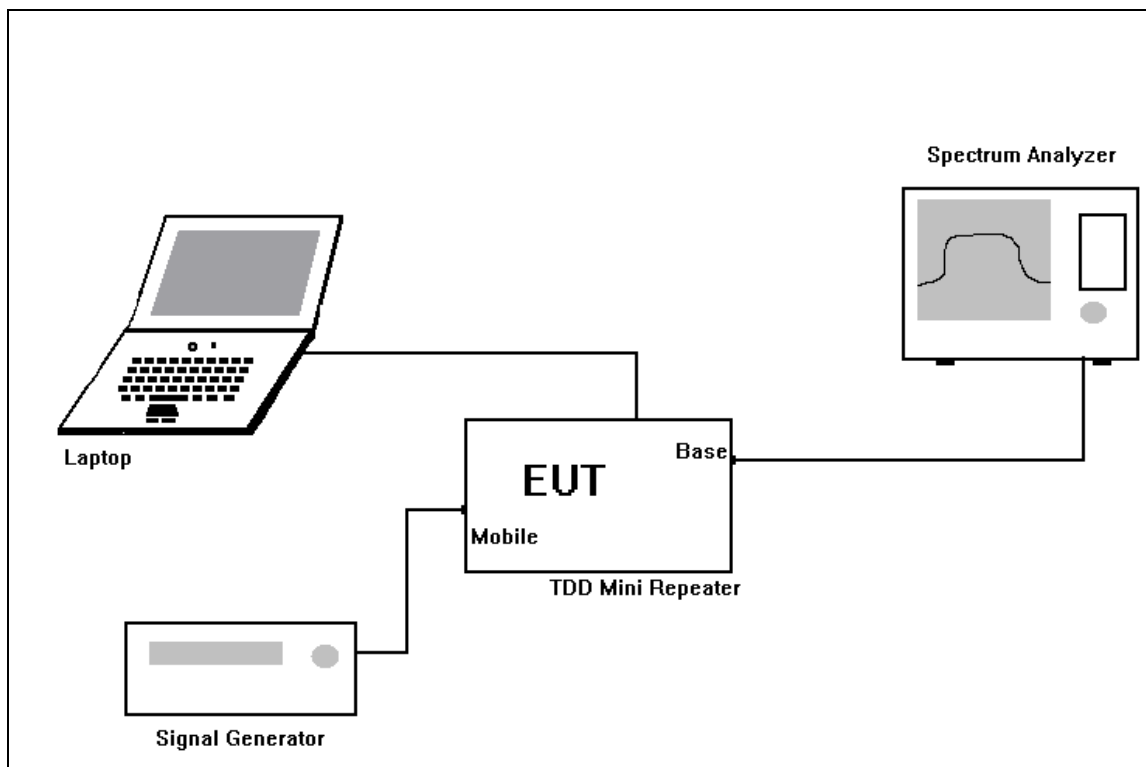 Spectrum Analyzer
Laptop
Base
EUT
Mobile
TDD Mini Repeater
Signal Generator